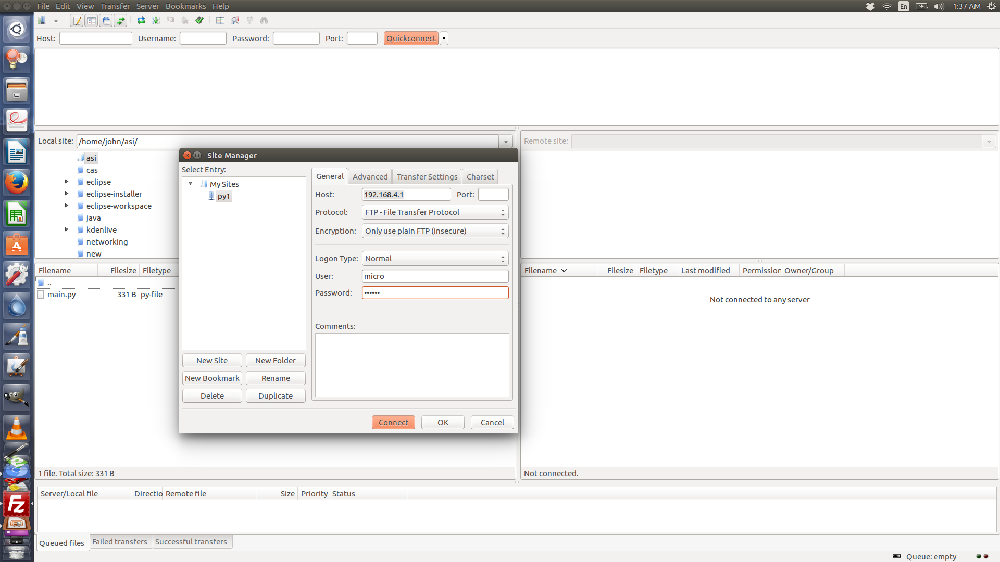 File Edit View Transfer Server Bookmarks Help
En
1:37 AM
Host: Username: Password: Port: Quickconnect
Local site: /home/john/asi/
Remote site:
asi
cas
eclipse
eclipse-installer
eclipse-workspace
java
kdenlive
networking
new
Filename Filesize Filetype
..
main.py 331 B py-file
1 file. Total size: 331 B
Site Manager
Select Entry:
My Sites
py1
New Site New Folder
New Bookmark Rename
Delete Duplicate
General Advanced Transfer Settings Charset
Host: 192.168.4.1 Port:
Protocol: FTP - File Transfer Protocol
Encryption: Only use plain FTP (insecure)
Logon Type: Normal
User: micro
Password: ••••••
Comments:
Connect OK Cancel
Filename Filesize Filetype Last modified Permission Owner/Group
Not connected to any server
Not connected.
Server/Local file Directio Remote file Size Priority Status
Fz
Queued files Failed transfers Successful transfers
Queue: empty